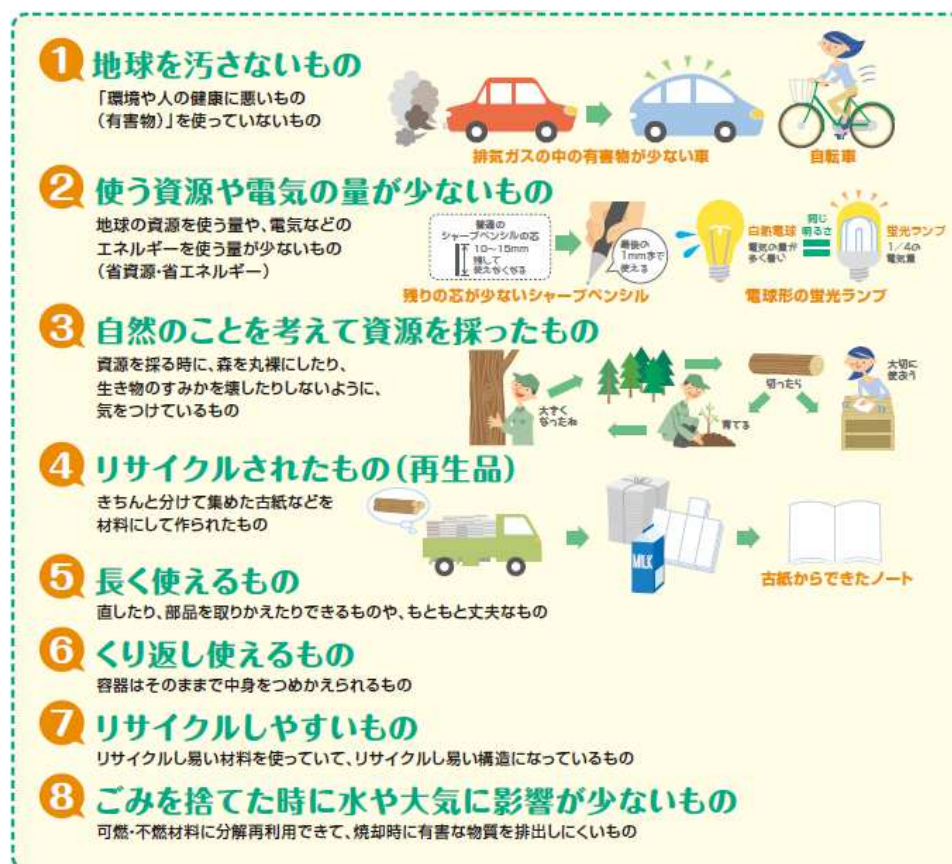 1 地球を汚さないもの
「環境や人の健康に悪いもの
（有害物）」を使っていないもの
排気ガスの中の有害物が少ない車
自転車
2 使う資源や電気の量が少ないもの
地球の資源を使う量や、電気などの
エネルギーを使う量が少ないもの
（省資源・省エネルギー）
普通の
シャープペンシルの芯
10〜15mm
残して
使えなくなる
最後の
1mmまで
使える
残りの芯が少ないシャープペンシル
白熱電球
電気の量が
多く暑い
同じ
明るさ
蛍光ランプ
1/4の
電気量
電球形の蛍光ランプ
3 自然のことを考えて資源を採ったもの
資源を採る時に、森を丸裸にしたり、
生き物のすみかを壊したりしないように、
気をつけているもの
大きく
なったね
育てる
切ったら
大切に
使おう
4 リサイクルされたもの（再生品）
きちんと分けて集めた古紙などを
材料にして作られたもの
MILK
古紙からできたノート
5 長く使えるもの
直したり、部品を取りかえたりできるものや、もともと丈夫なもの
6 くり返し使えるもの
容器はそのままで中身をつめかえられるもの
7 リサイクルしやすいもの
リサイクルし易い材料を使っていて、リサイクルし易い構造になっているもの
8 ごみを捨てた時に水や大気に影響が少ないもの
可燃・不燃材料に分解再利用できて、焼却時に有害な物質を排出しにくいもの